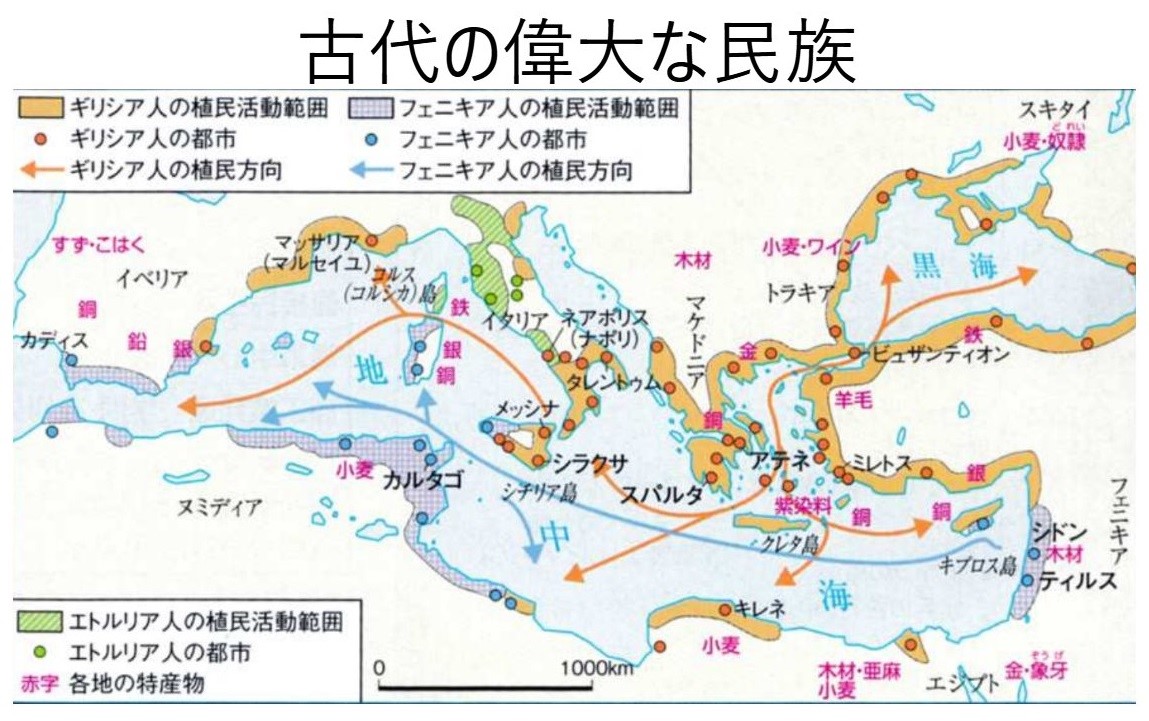 古代の偉大な民族
ギリシア人の植民活動範囲
フェニキア人の植民活動範囲
ギリシア人の都市
フェニキア人の都市
ギリシア人の植民方向
フェニキア人の植民方向
スキタイ
どれい
小麦・奴隷
すず・こはく
イベリア
マッサリア
(マルセイユ)
コルス
(コルシカ)島
木材
小麦・ワイン
黒海
トラキア
銅
カディス
鉛
銀
鉄
イタリア
ネアポリス
(ナポリ)
マケドニア
金
鉄
ビュザンティオン
地
銀
銅
タレントゥム
羊毛
メッシナ
銅
小麦
カルタゴ
シラクサ
アテネ
ミレトス
銀
ヌミディア
シチリア島
スパルタ
紫染料
銅
銅
フェニキア
中
クレタ島
シドン
木材
キプロス島
ティルス
海
キレネ
小麦
木材・亜麻
小麦
エジプト
ぞうげ
金・象牙
エトルリア人の植民活動範囲
エトルリア人の都市
赤字 各地の特産物
0 1000km